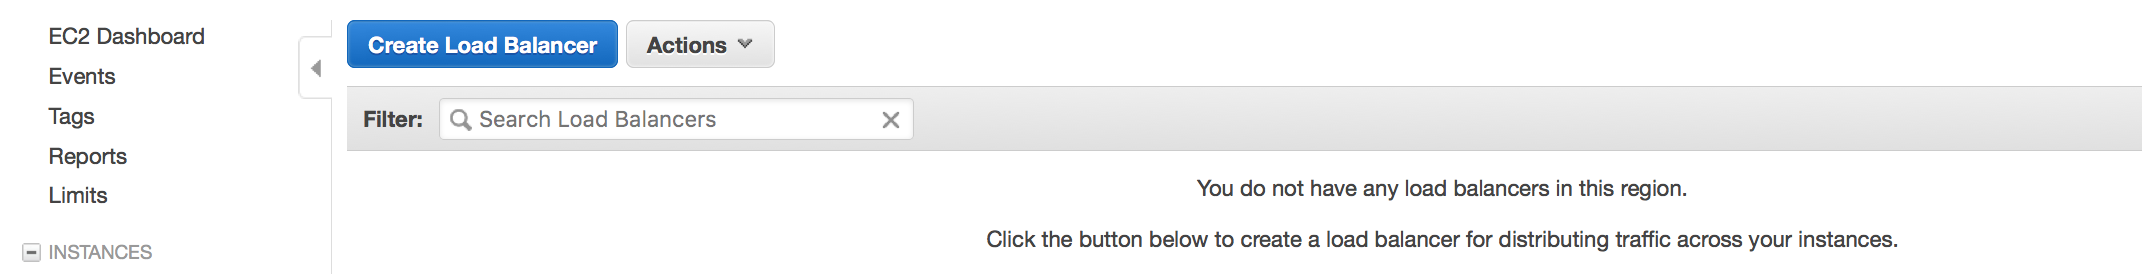 EC2 Dashboard
Events
Tags
Reports
Limits
INSTANCES
Create Load Balancer
Actions
Filter:
Search Load Balancers
You do not have any load balancers in this region.
Click the button below to create a load balancer for distributing traffic across your instances.